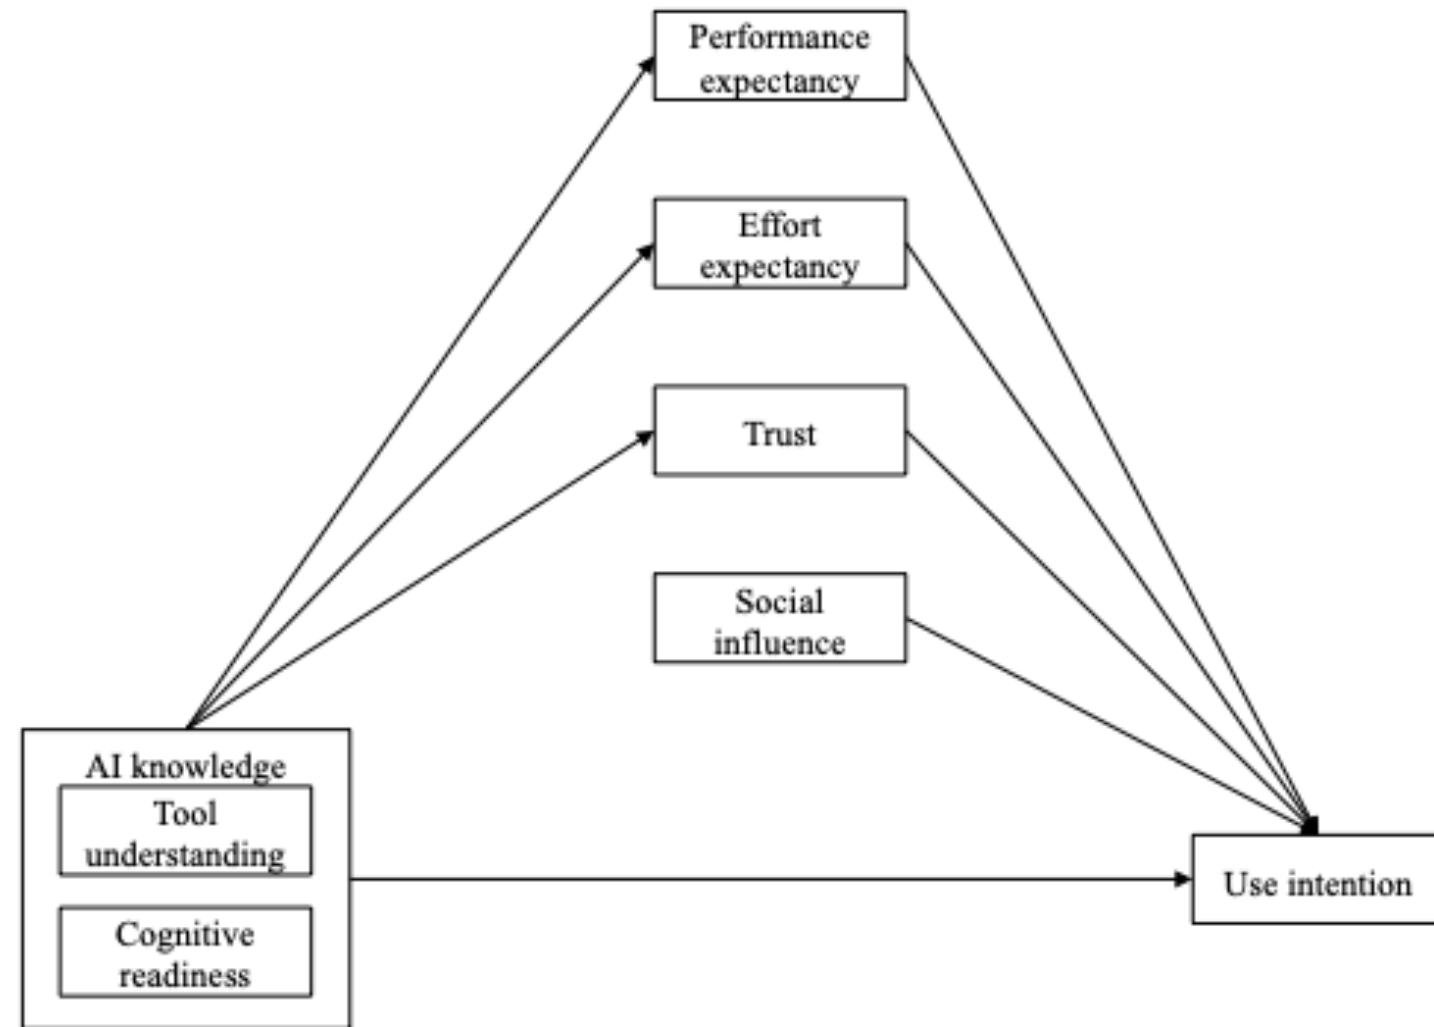 Performance
expectancy
Effort
expectancy
Trust
Social
influence
AI knowledge
Tool
understanding
Cognitive
readiness
Use intention